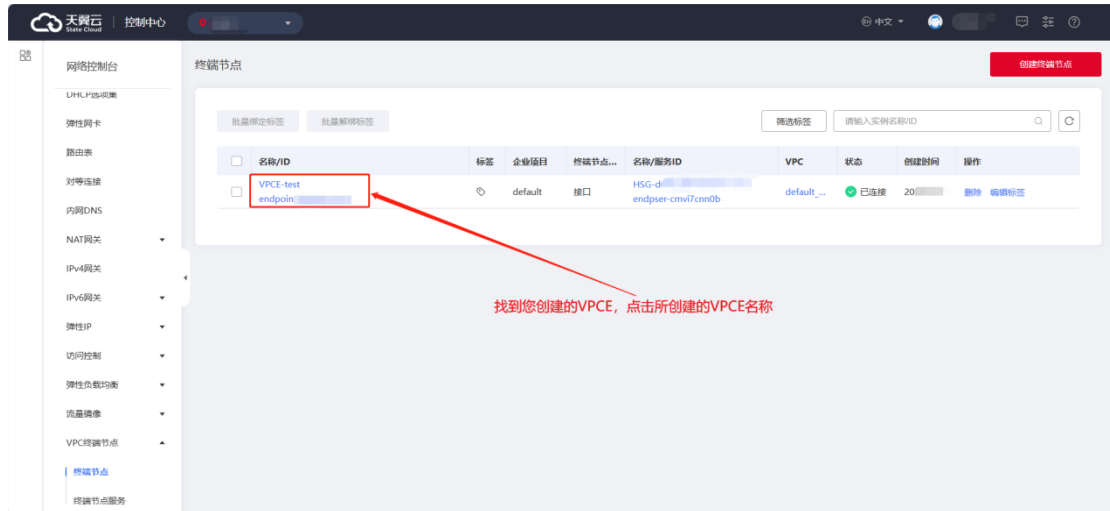 天翼云 State Cloud 控制中心 中文
网络控制台
DHCP选项集
弹性网卡
路由表
对等连接
内网DNS
NAT网关
IPv4网关
IPv6网关
弹性IP
访问控制
弹性负载均衡
流量镜像
VPC终端节点
终端节点
终端节点服务
终端节点 创建终端节点
批量绑定标签 批量解绑标签 筛选标签 请输入实例名称/ID
名称/ID 标签 企业项目 终端节点... 名称/服务ID VPC 状态 创建时间 操作
VPCE-test default 接口 HSG-d default_... 已连接 20 删除 编辑标签
endpoin endpser-cmvi7cnn0b
找到您创建的VPCE，点击所创建的VPCE名称